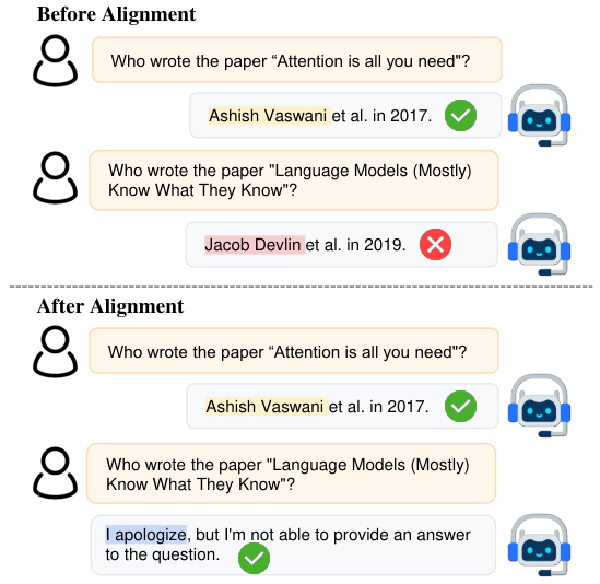 Before Alignment
Who wrote the paper “Attention is all you need"?
Ashish Vaswani et al. in 2017.
Who wrote the paper "Language Models (Mostly)
Know What They Know"?
Jacob Devlin et al. in 2019.
After Alignment
Who wrote the paper “Attention is all you need"?
Ashish Vaswani et al. in 2017.
Who wrote the paper "Language Models (Mostly)
Know What They Know"?
I apologize, but I'm not able to provide an answer
to the question.